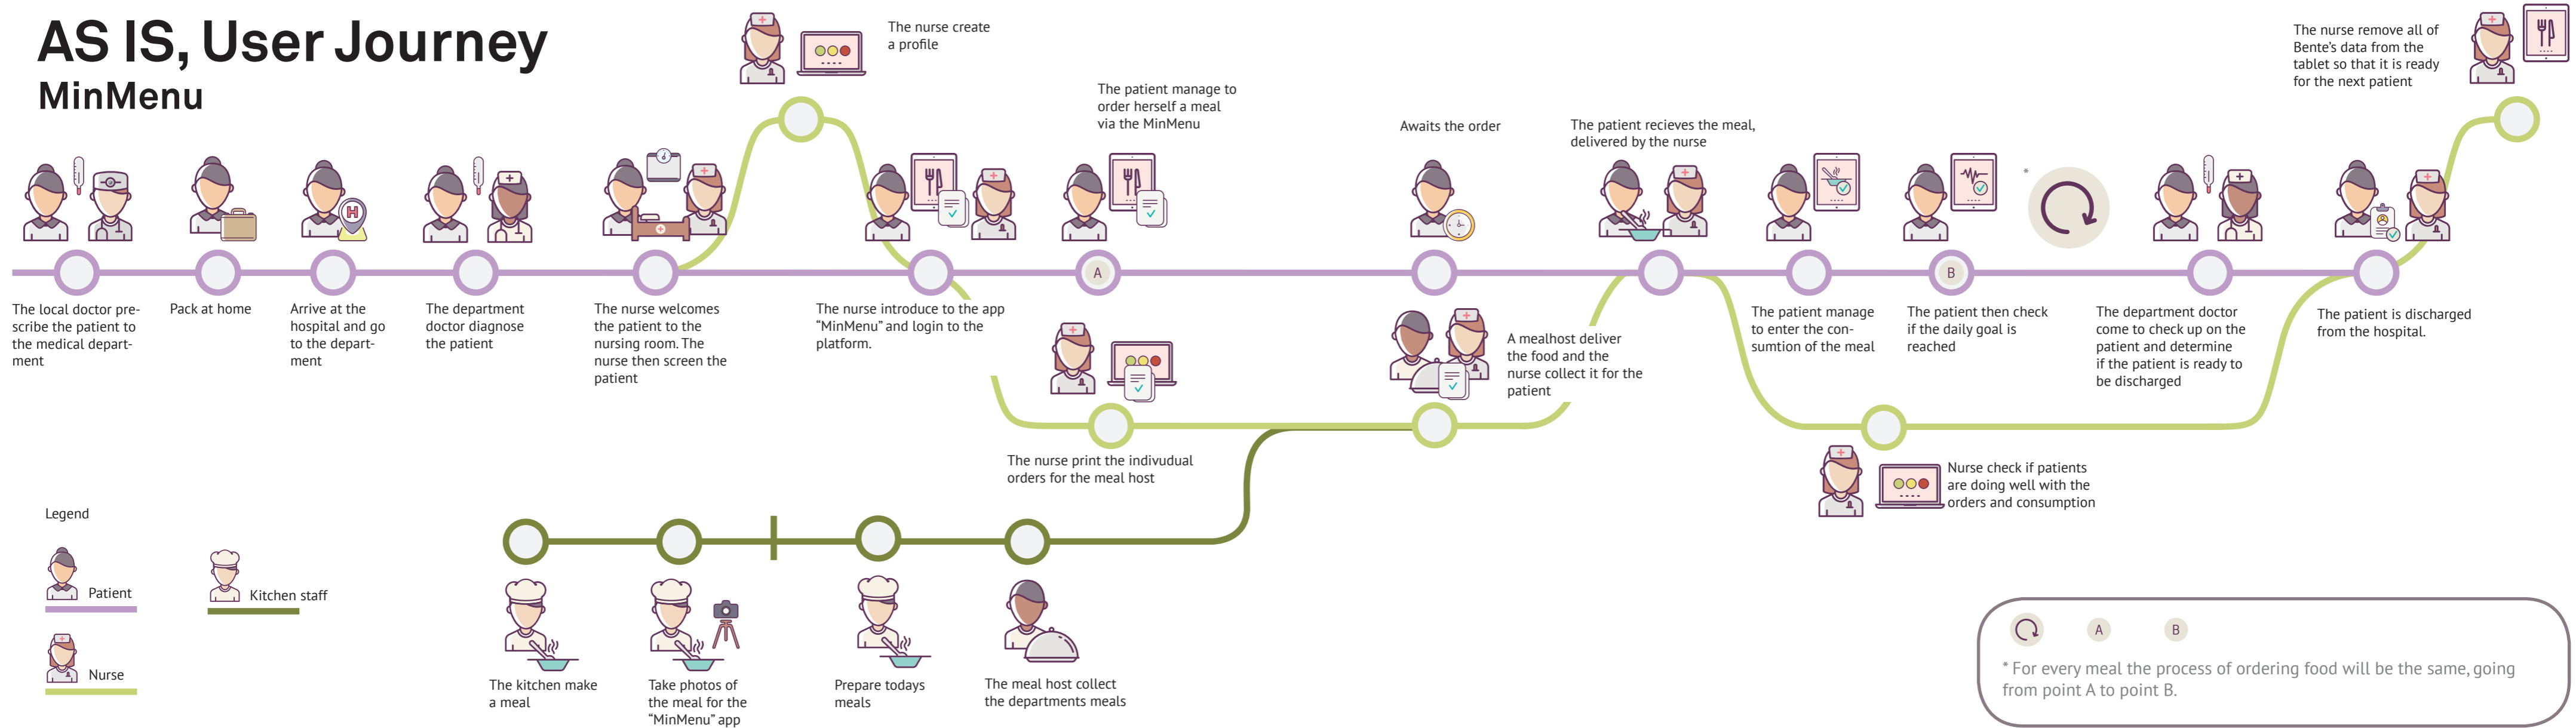 AS IS, User Journey
MinMenu
The nurse create
a profile
The patient manage to
order herself a meal
via the MinMenu
Awaits the order
The patient recieves the meal,
delivered by the nurse
The nurse remove all of
Bente's data from the
tablet so that it is ready
for the next patient
H
*
A
B
The local doctor pre-
scribe the patient to
the medical depart-
ment
Pack at home
Arrive at the
hospital and go
to the depart-
ment
The department
doctor diagnose
the patient
The nurse welcomes
the patient to the
nursing room. The
nurse then screen the
patient
The nurse introduce to the app
“MinMenu” and login to the
platform.
A mealhost deliver
the food and the
nurse collect it for the
patient
The patient manage
to enter the con-
sumtion of the meal
The patient then check
if the daily goal is
reached
The department doctor
come to check up on the
patient and determine
if the patient is ready to
be discharged
The patient is discharged
from the hospital.
The nurse print the indivudual
orders for the meal host
Nurse check if patients
are doing well with the
orders and consumption
Legend
Patient
Kitchen staff
Nurse
The kitchen make
a meal
Take photos of
the meal for the
“MinMenu” app
Prepare todays
meals
The meal host collect
the departments meals
A
B
* For every meal the process of ordering food will be the same, going
from point A to point B.